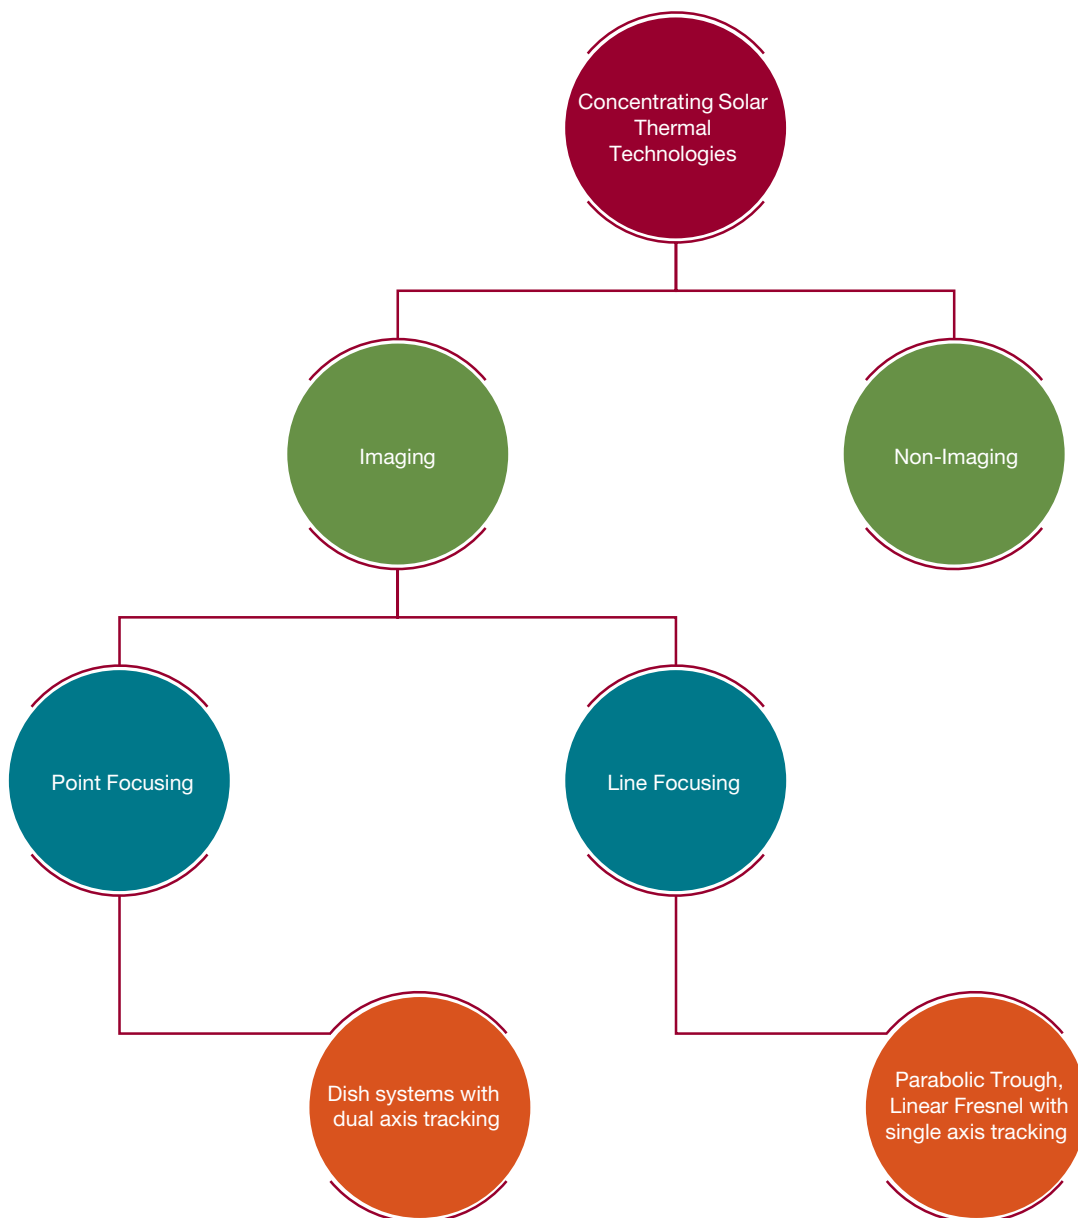 Concentrating Solar
Thermal
Technologies
Imaging
Non-Imaging
Point Focusing
Line Focusing
Dish systems with
dual axis tracking
Parabolic Trough,
Linear Fresnel with
single axis tracking